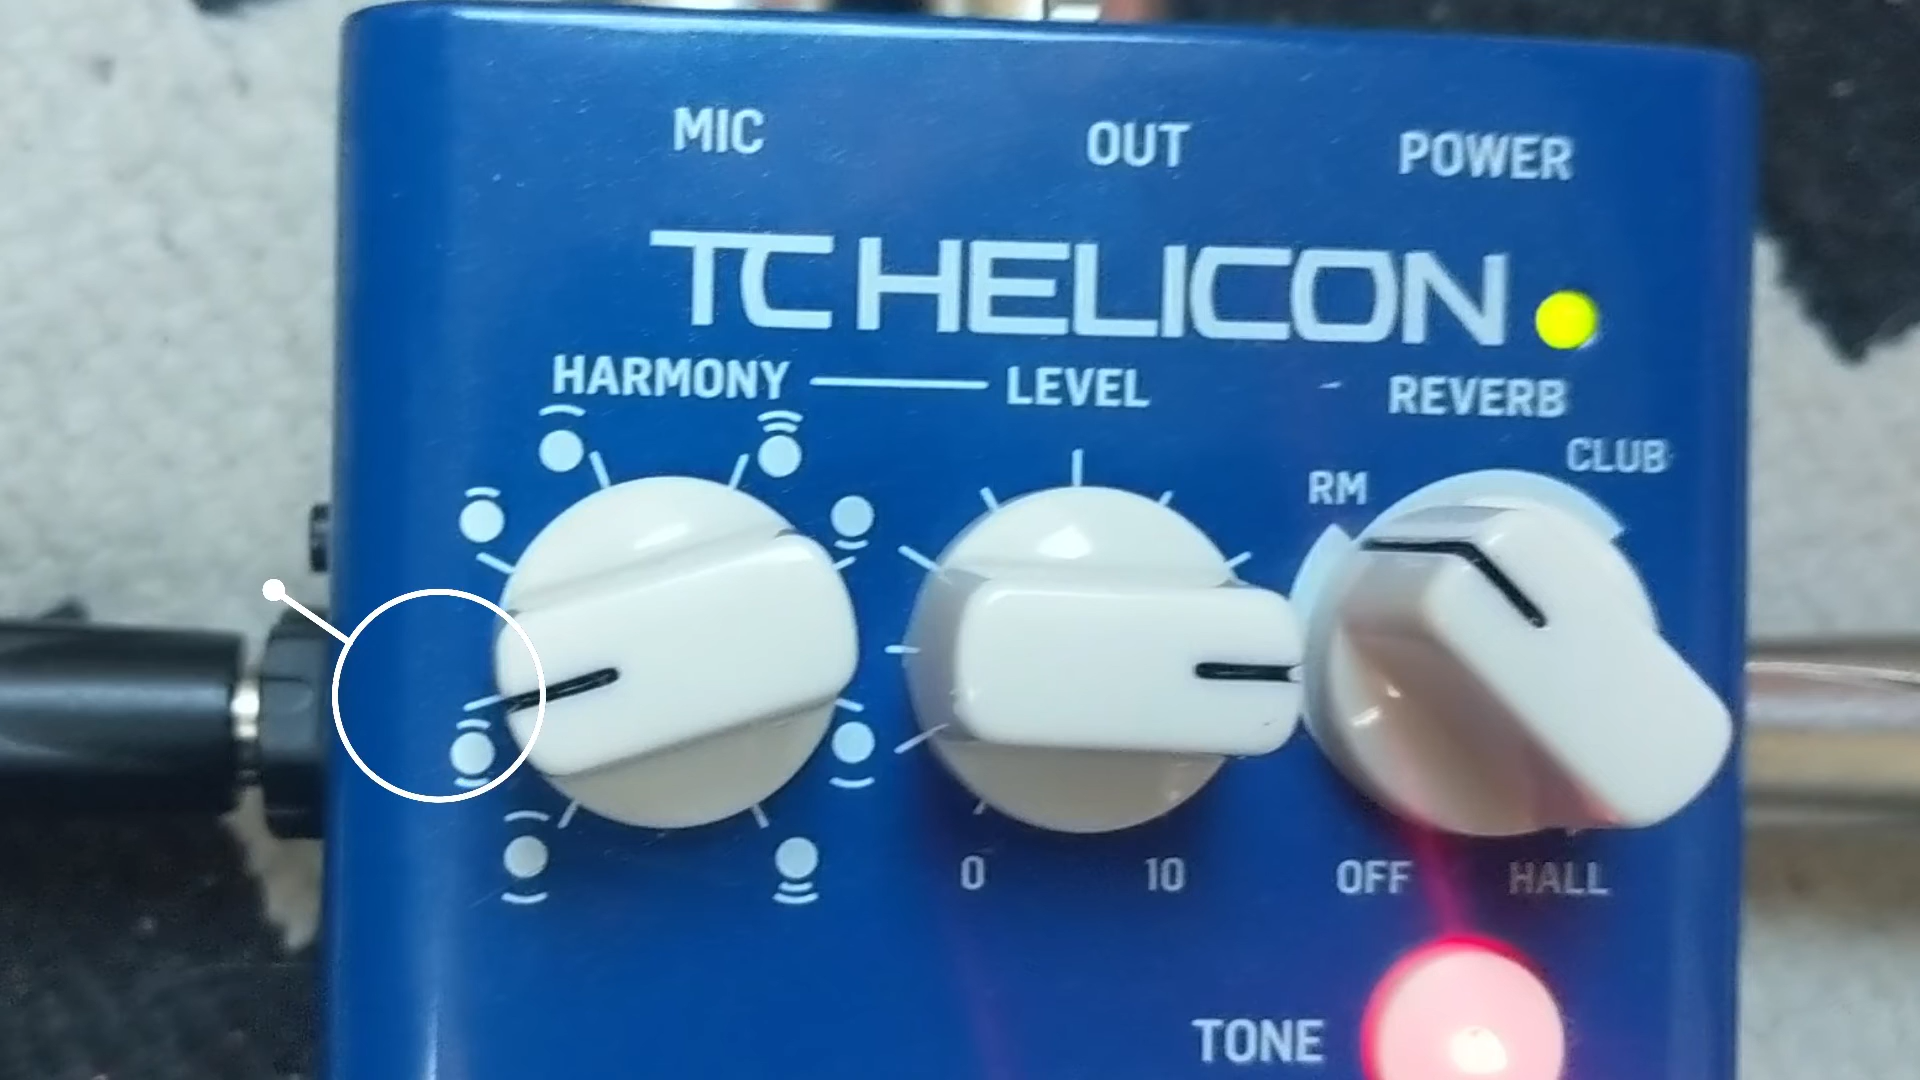 MIC OUT POWER
TC HELICON
HARMONY LEVEL REVERB
RM CLUB
0 10 OFF HALL
TONE